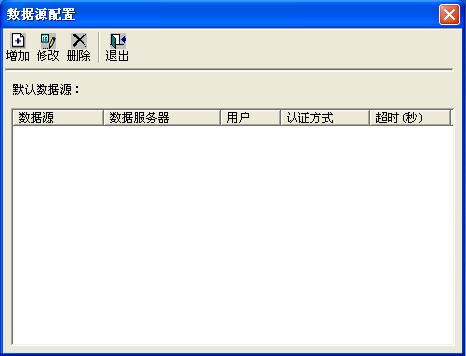 数据源配置
增加 修改 删除 退出
默认数据源：
数据源 数据服务器 用户 认证方式 超时(秒)